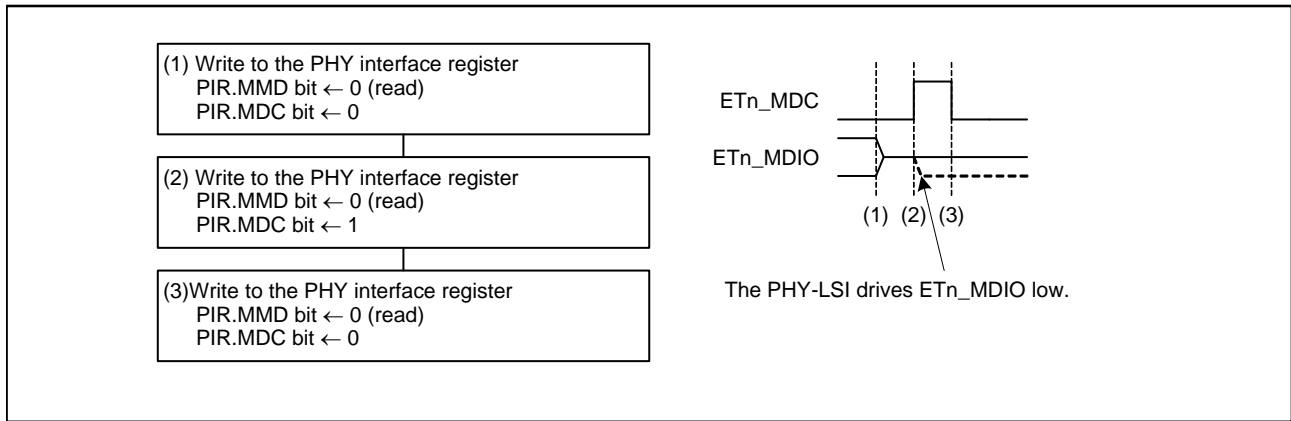 (1) Write to the PHY interface register
PIR.MMD bit ← 0 (read)
PIR.MDC bit ← 0
(2) Write to the PHY interface register
PIR.MMD bit ← 0 (read)
PIR.MDC bit ← 1
(3)Write to the PHY interface register
PIR.MMD bit ← 0 (read)
PIR.MDC bit ← 0
ETn_MDC
ETn_MDIO
(1) (2) (3)
The PHY-LSI drives ETn_MDIO low.